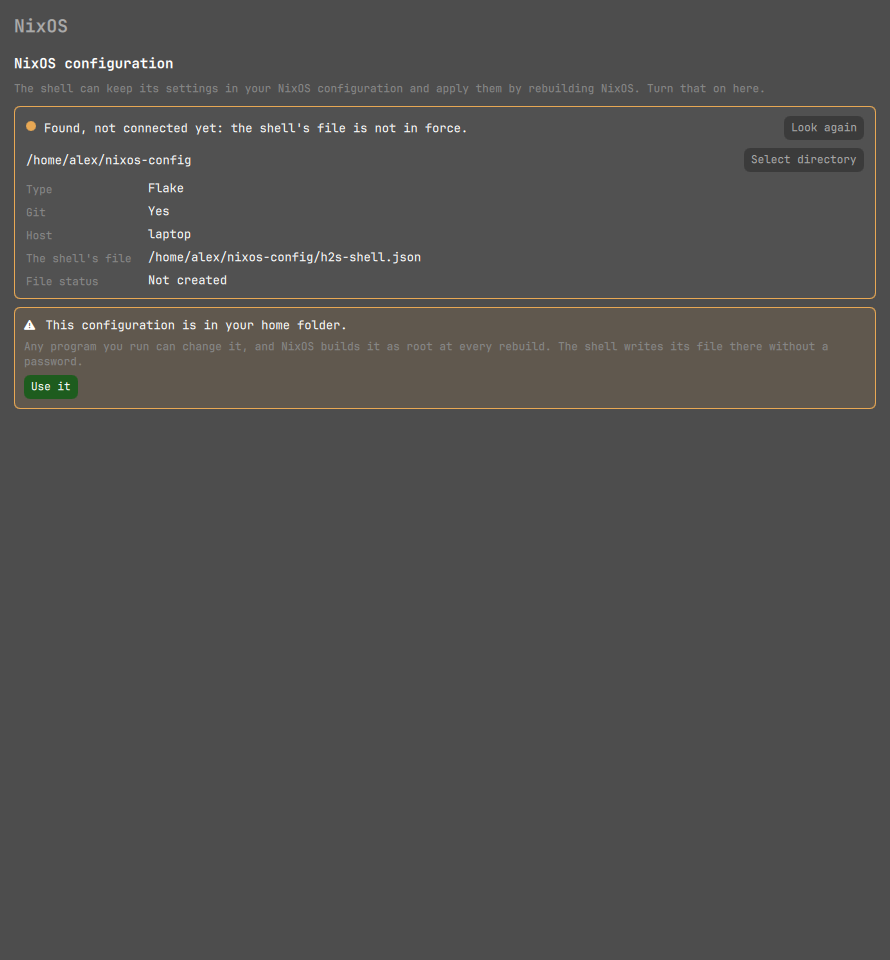 NixOS
NixOS configuration
The shell can keep its settings in your NixOS configuration and apply them by rebuilding NixOS. Turn that on here.
Found, not connected yet: the shell's file is not in force.
Look again
/home/alex/nixos-config
Select directory
Type Flake
Git Yes
Host laptop
The shell's file /home/alex/nixos-config/h2s-shell.json
File status Not created
This configuration is in your home folder.
Any program you run can change it, and NixOS builds it as root at every rebuild. The shell writes its file there without a
password.
Use it